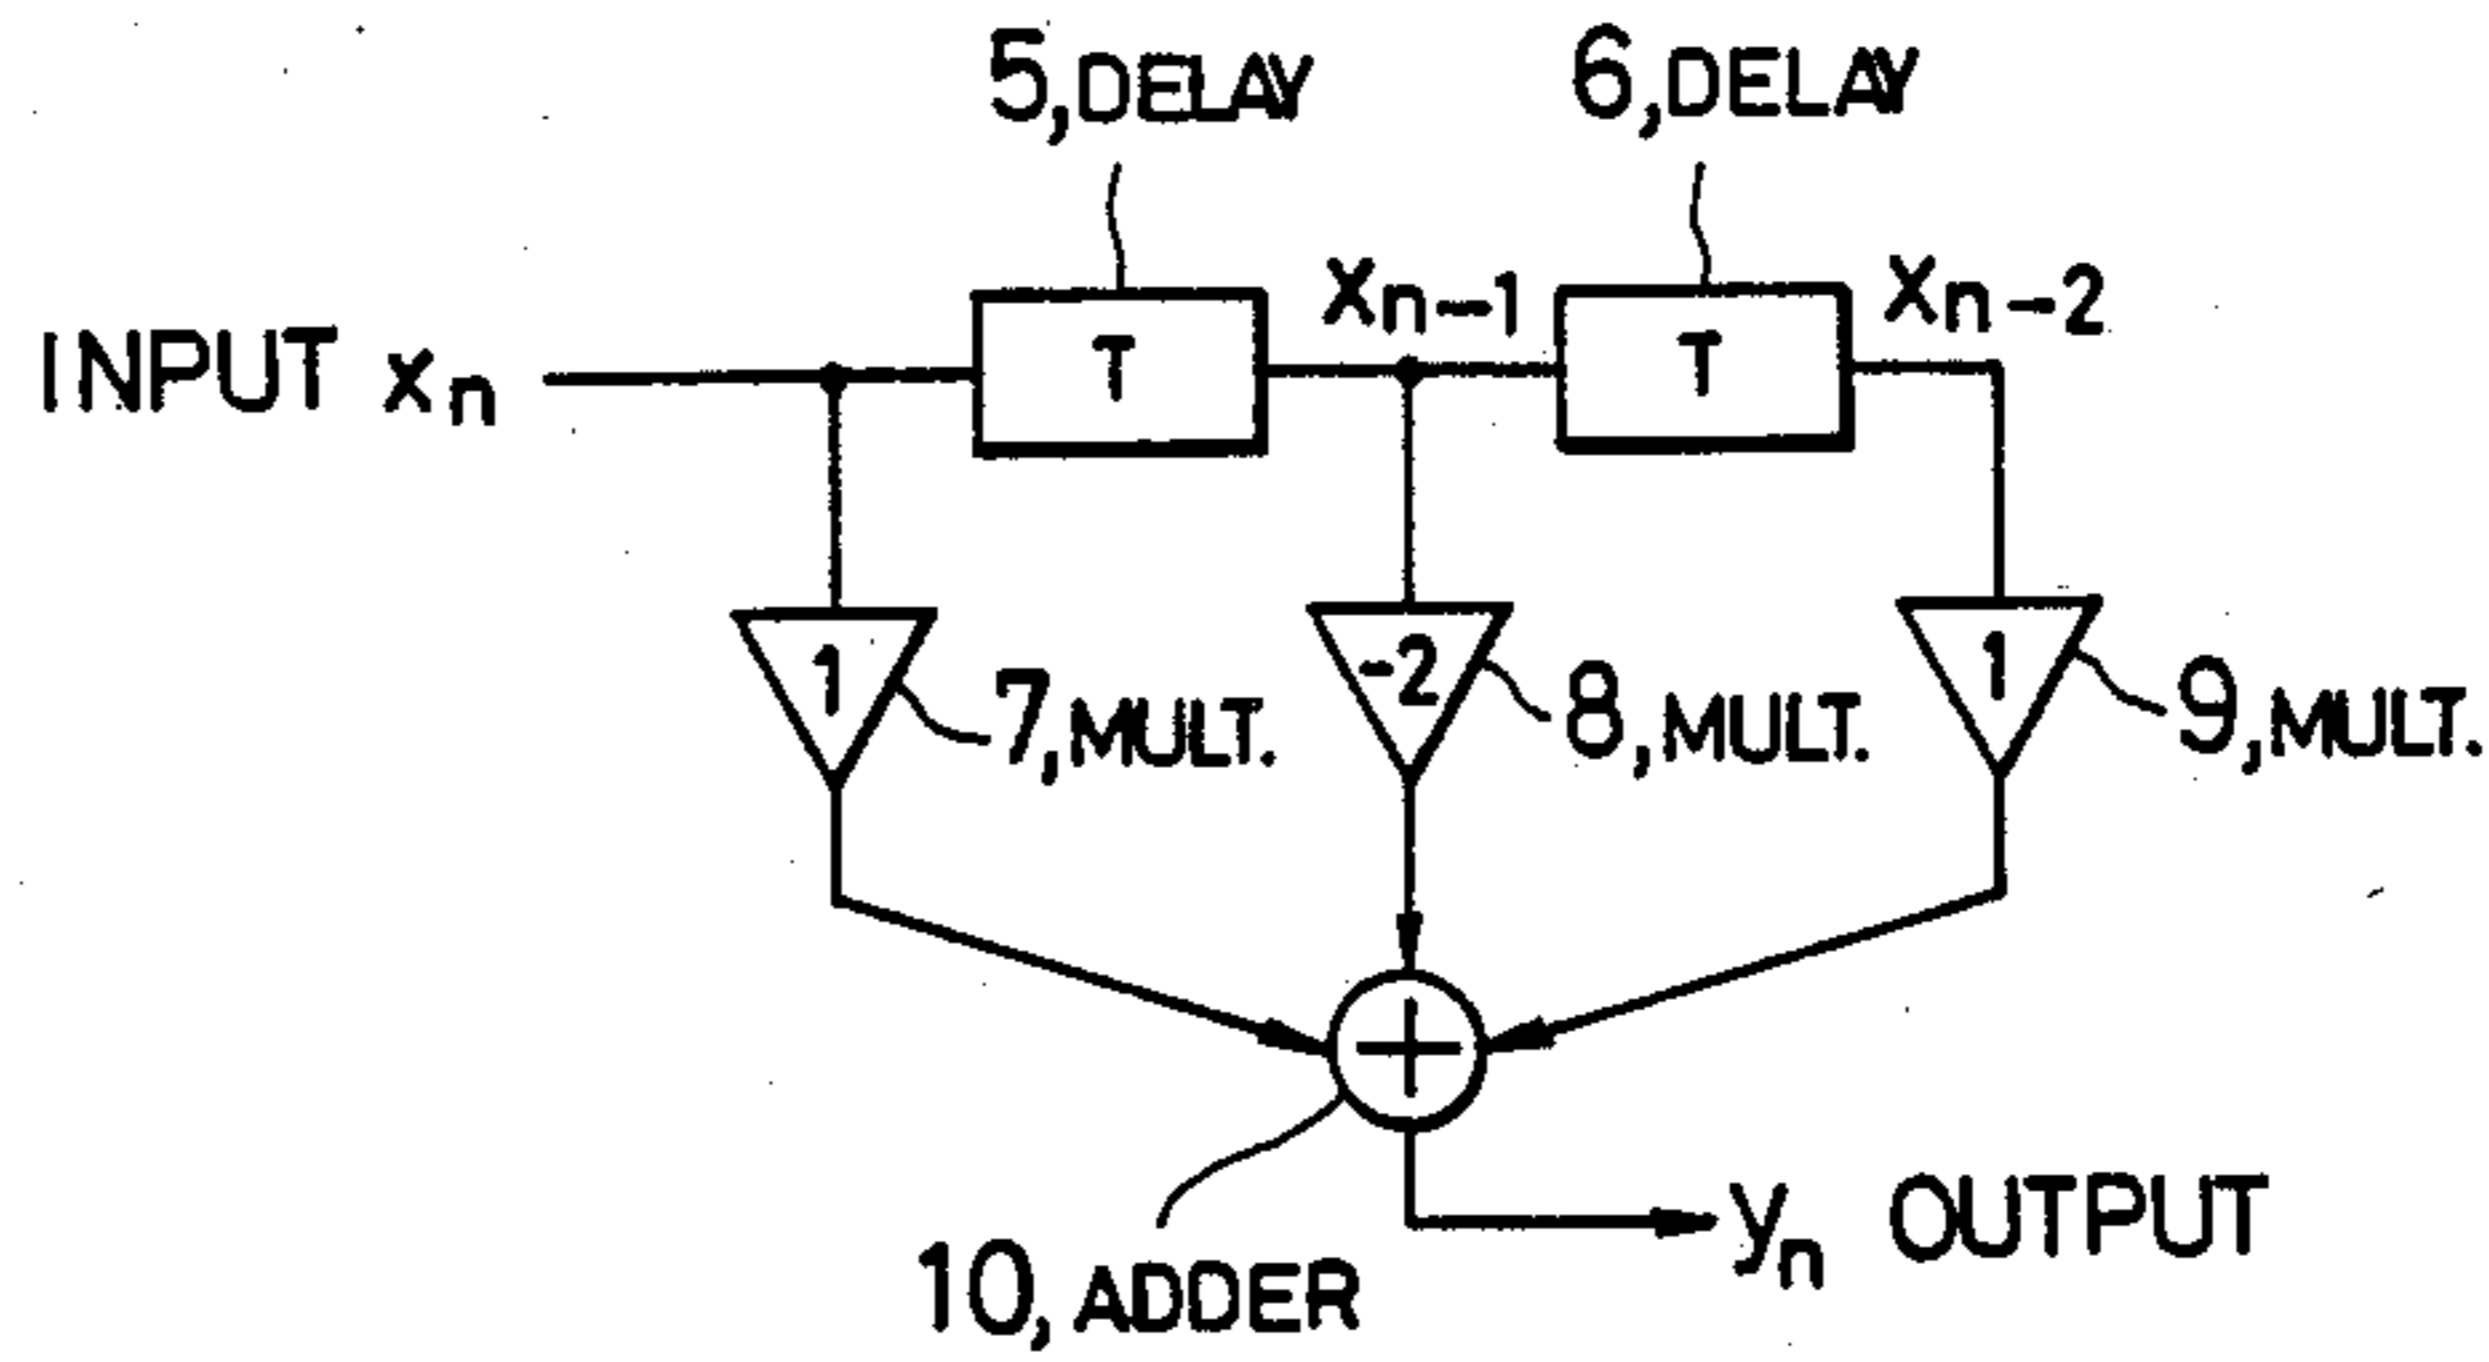 5, DELAY
6, DELAY
INPUT xn
T
xn-1
T
xn-2
1
7, MULT.
-2
8, MULT.
1
9, MULT.
+
10, ADDER
yn OUTPUT